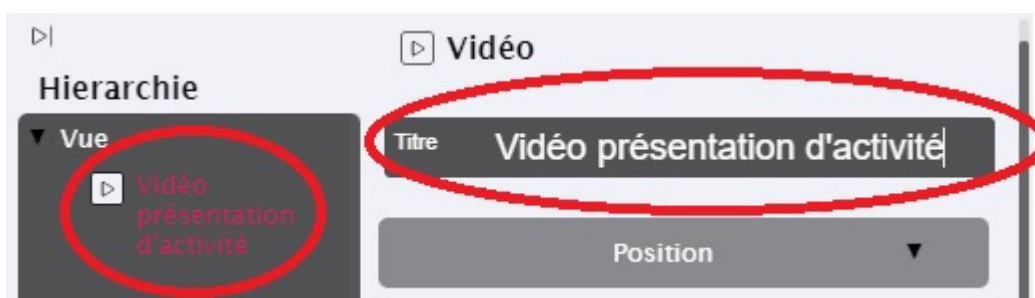 Hierarchie
Vue
Vidéo
présentation
d'activité
Vidéo
Titre Vidéo présentation d'activité
Position